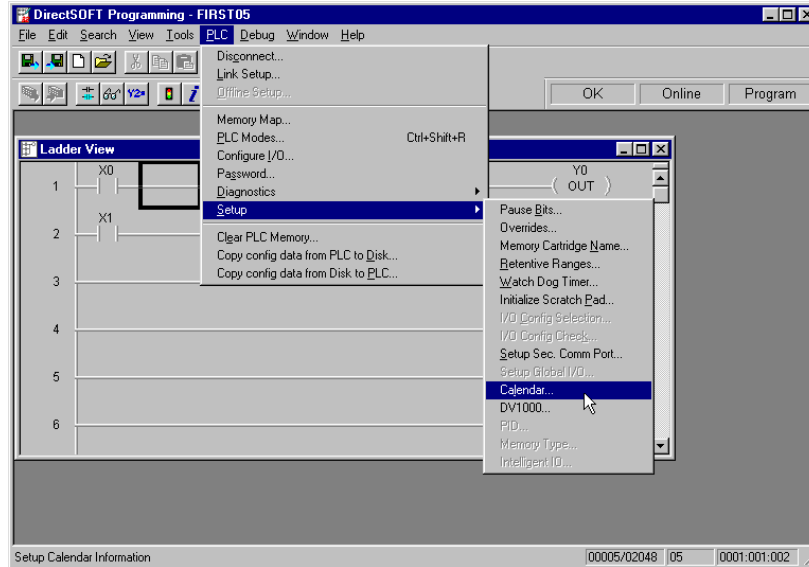 DirectSOFT Programming - FIRST05
File Edit Search View Tools PLC Debug Window Help
Y2=
OK Online Program
Disconnect...
Link Setup...
Offline Setup...
Memory Map...
PLC Modes... Ctrl+Shift+R
Configure I/O...
Password...
Diagnostics
Setup
Clear PLC Memory...
Copy config data from PLC to Disk...
Copy config data from Disk to PLC...
Pause Bits...
Overrides...
Memory Cartridge Name...
Retentive Ranges...
Watch Dog Timer...
Initialize Scratch Pad...
I/O Config Selection...
I/O Config Check...
Setup Sec. Comm Port...
Setup Global I/O...
Calendar...
DV1000...
PID...
Memory Type...
Intelligent IO...
Ladder View
X0 Y0
1 OUT
X1
2
3
4
5
6
Setup Calendar Information 00005/02048 05 0001:001:002